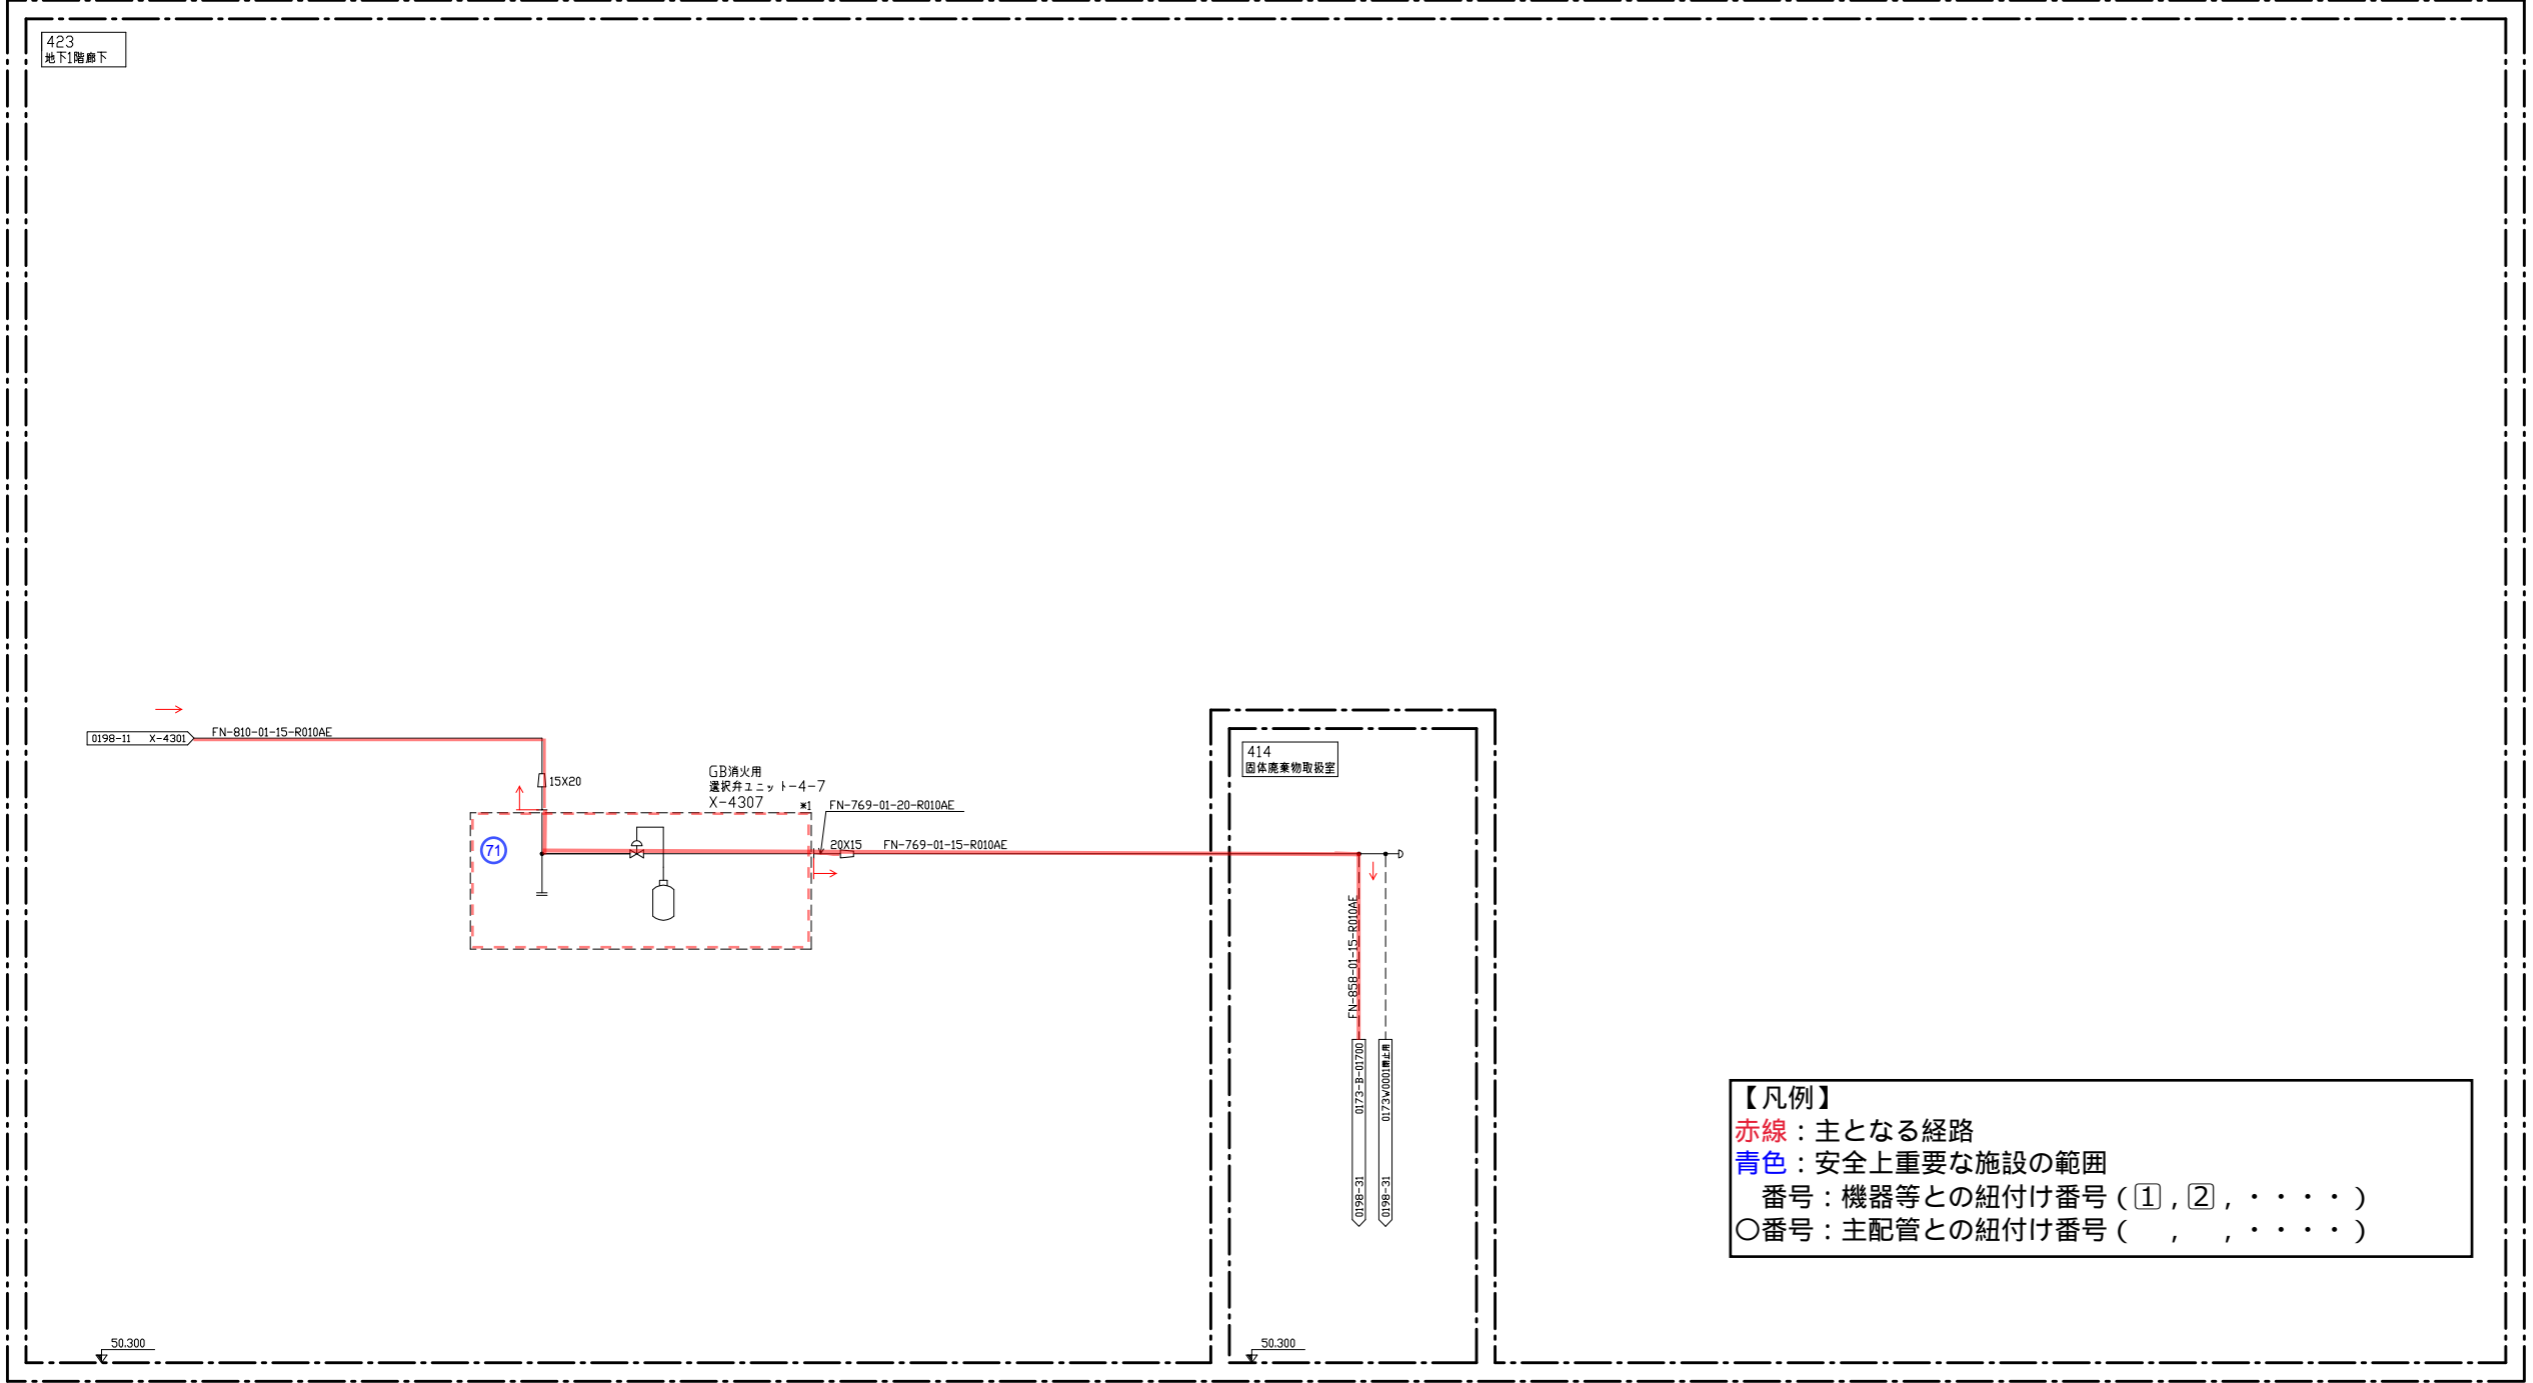 423
地下1階廊下
0198-11 X-4301
FN-810-01-15-R010AE
15X20
GB消火用
選択弁ユニット-4-7
X-4307
*1
FN-769-01-20-R010AE
71
20X15
FN-769-01-15-R010AE
414
固体廃棄物取扱室
FN-858-01-15-R010AE
0173-B-01700
0198-31
0173W0001
0198-31
50.300
50.300
【凡例】
赤線：主となる経路
青色：安全上重要な施設の範囲
番号：機器等との紐付け番号（1，2，・・・・）
〇番号：主配管との紐付け番号（　，　，・・・・）